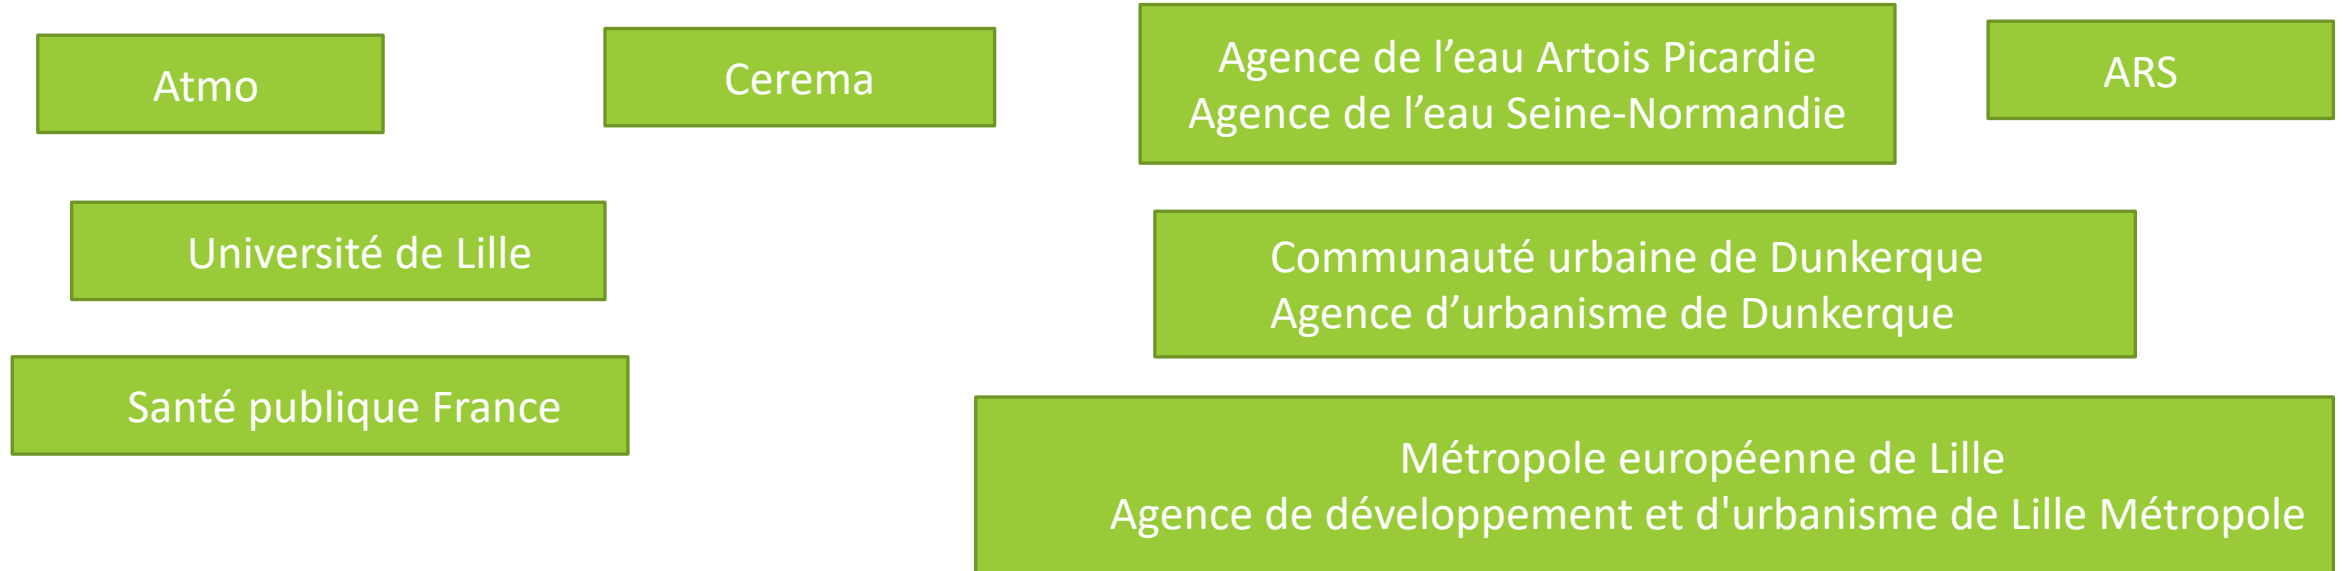 Atmo
Cerema
Agence de l’eau Artois Picardie
Agence de l’eau Seine-Normandie
ARS
Université de Lille
Communauté urbaine de Dunkerque
Agence d’urbanisme de Dunkerque
Santé publique France
Métropole européenne de Lille
Agence de développement et d'urbanisme de Lille Métropole